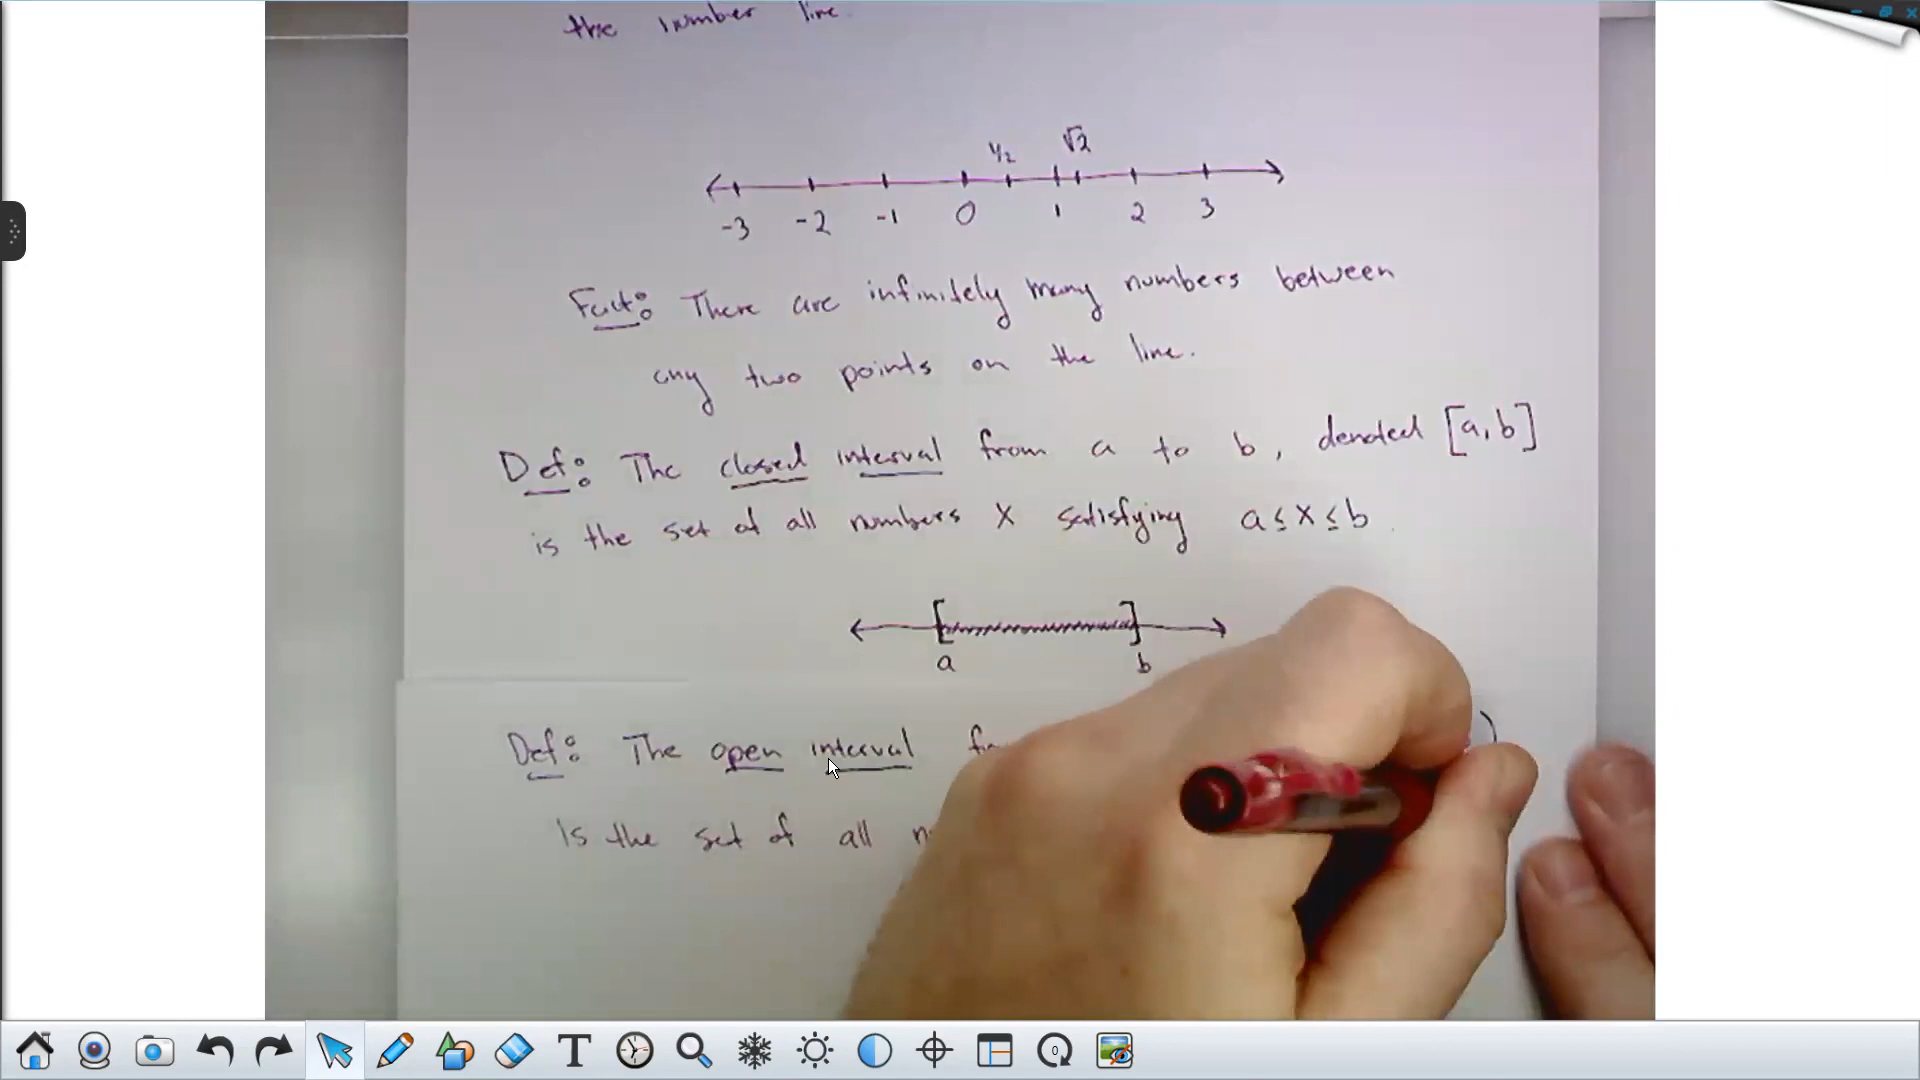 the number line.
1/2 √2
-3 -2 -1 0 1 2 3
Fact: There are infinitely many numbers between
any two points on the line.
Def: The closed interval from a to b, denoted [a,b]
is the set of all numbers X satisfying a≤X≤b.
[ ]
a b
Def: The open interval )
Is the set of all
T
0